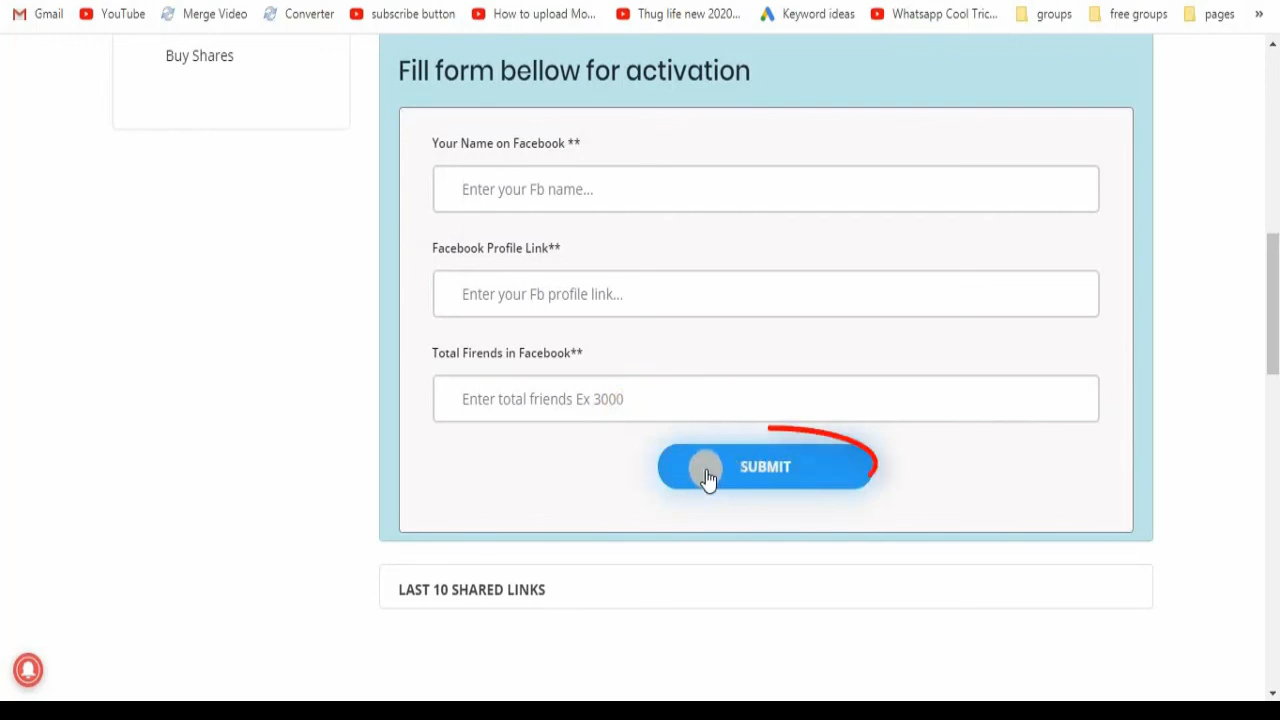 Gmail YouTube Merge Video Converter subscribe button How to upload Mo... Thug life new 2020... Keyword ideas Whatsapp Cool Tric... groups free groups pages »
Buy Shares
Fill form bellow for activation
Your Name on Facebook **
Enter your Fb name...
Facebook Profile Link**
Enter your Fb profile link...
Total Firends in Facebook**
Enter total friends Ex 3000
SUBMIT
LAST 10 SHARED LINKS